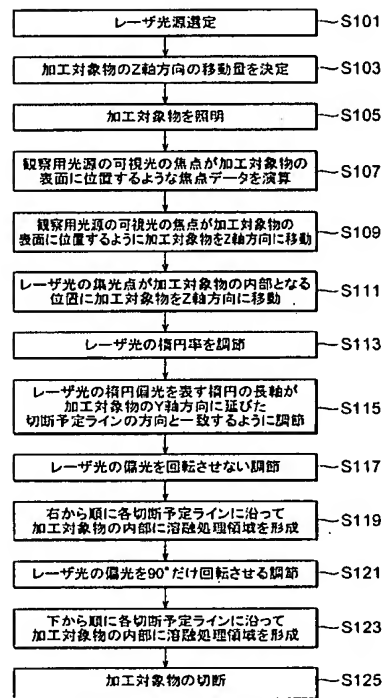 レーザ光源選定
S101
加工対象物のZ軸方向の移動量を決定
S103
加工対象物を照明
S105
観察用光源の可視光の焦点が加工対象物の
表面に位置するような焦点データを演算
S107
観察用光源の可視光の焦点が加工対象物の
表面に位置するように加工対象物をZ軸方向に移動
S109
レーザ光の集光点が加工対象物の内部となる
位置に加工対象物をZ軸方向に移動
S111
レーザ光の楕円率を調節
S113
レーザ光の楕円偏光を表す楕円の長軸が
加工対象物のY軸方向に延びた
切断予定ラインの方向と一致するように調節
S115
レーザ光の偏光を回転させない調節
S117
右から順に各切断予定ラインに沿って
加工対象物の内部に溶融処理領域を形成
S119
レーザ光の偏光を90°だけ回転させる調節
S121
下から順に各切断予定ラインに沿って
加工対象物の内部に溶融処理領域を形成
S123
加工対象物の切断
S125